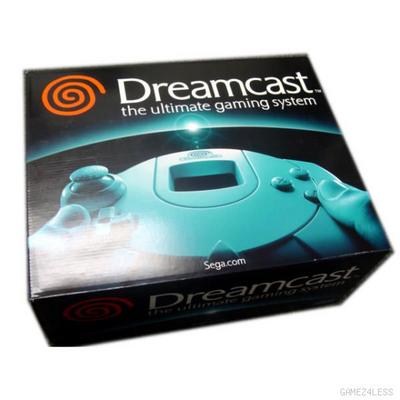 Dreamcast™
the ultimate gaming system
Sega.com
Dreamcast
the ultimate gaming system
GAMEZ4LESS